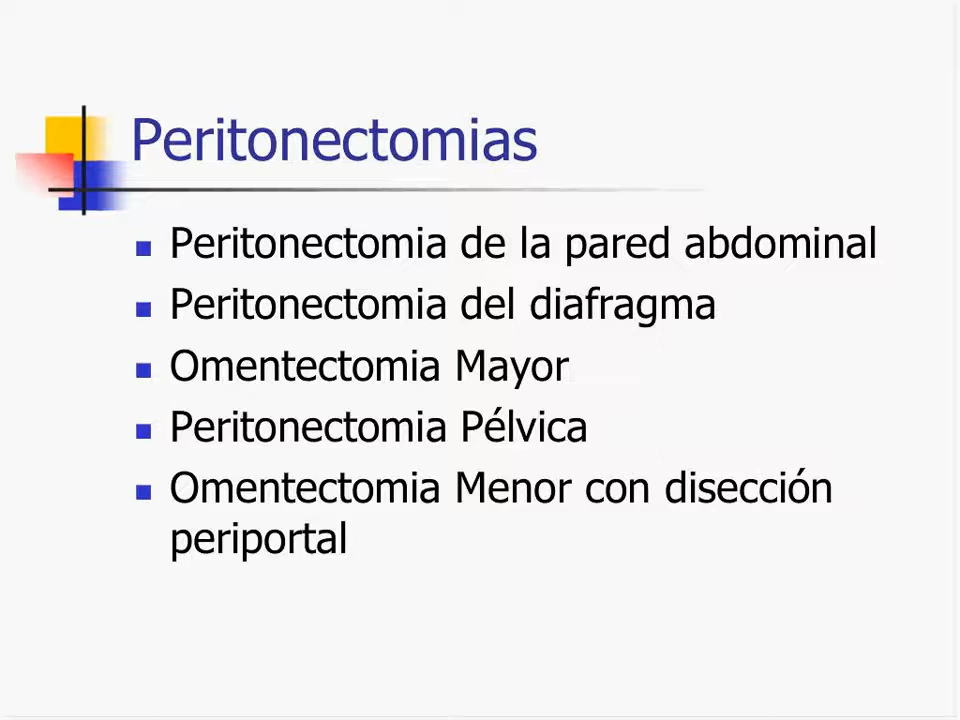 Peritonectomias
Peritonectomia de la pared abdominal
Peritonectomia del diafragma
Omentectomia Mayor
Peritonectomia Pélvica
Omentectomia Menor con disección
periportal